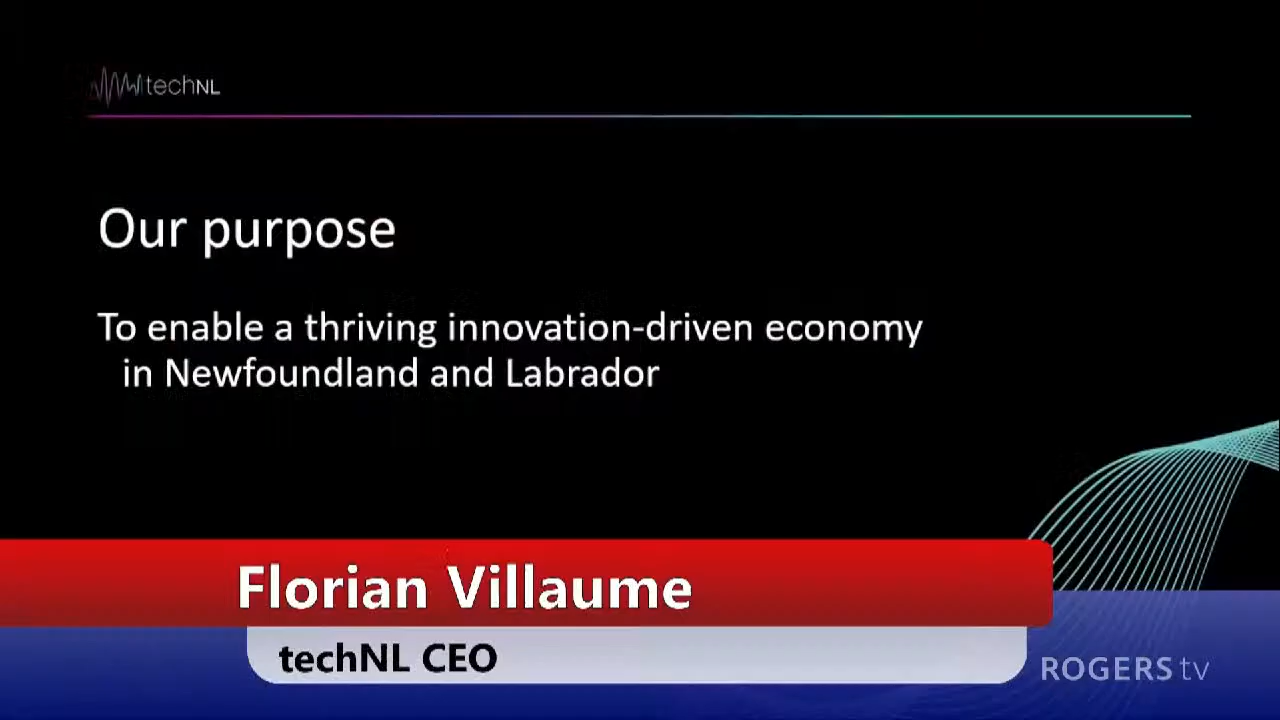 techNL
Our purpose
To enable a thriving innovation-driven economy
in Newfoundland and Labrador
Florian Villaume
techNL CEO
ROGERS tv